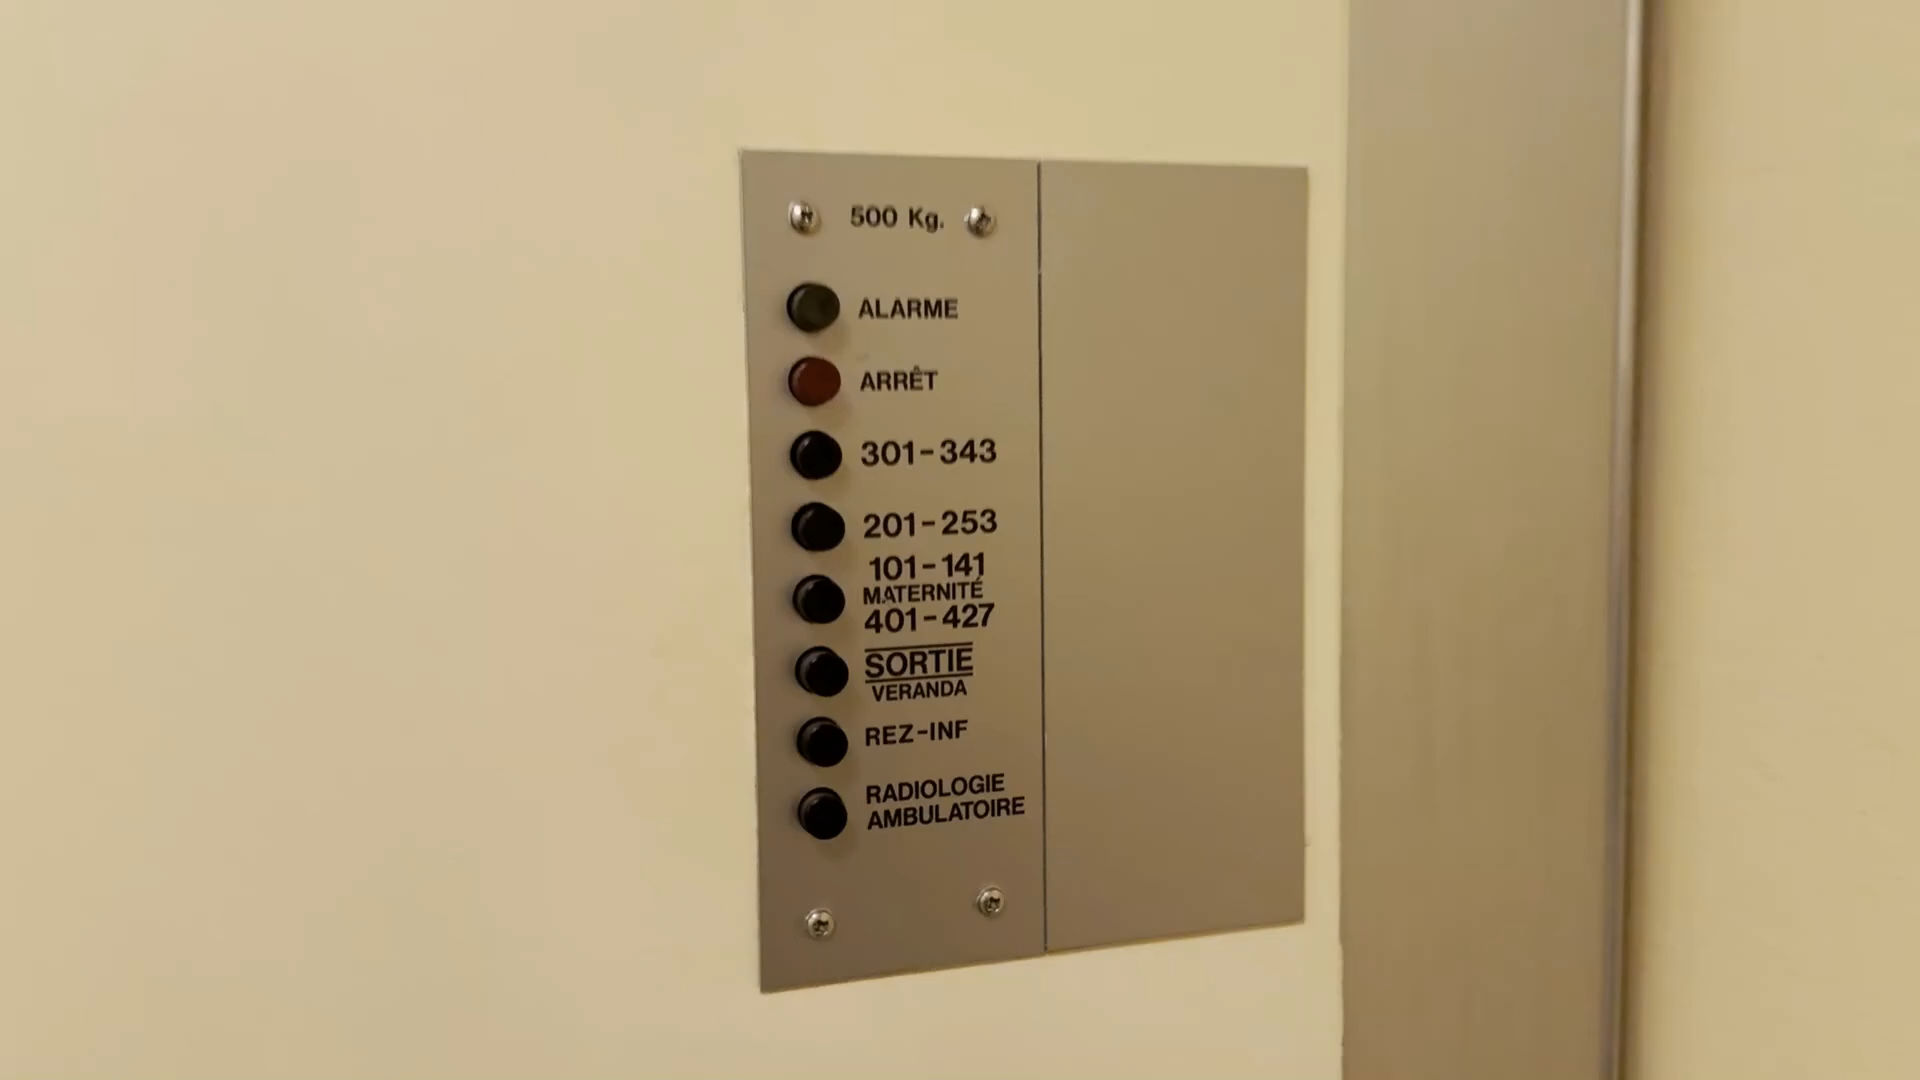 500 Kg.
ALARME
ARRÊT
301-343
201-253
101-141
MATERNITÉ
401-427
SORTIE
VERANDA
REZ-INF
RADIOLOGIE
AMBULATOIRE